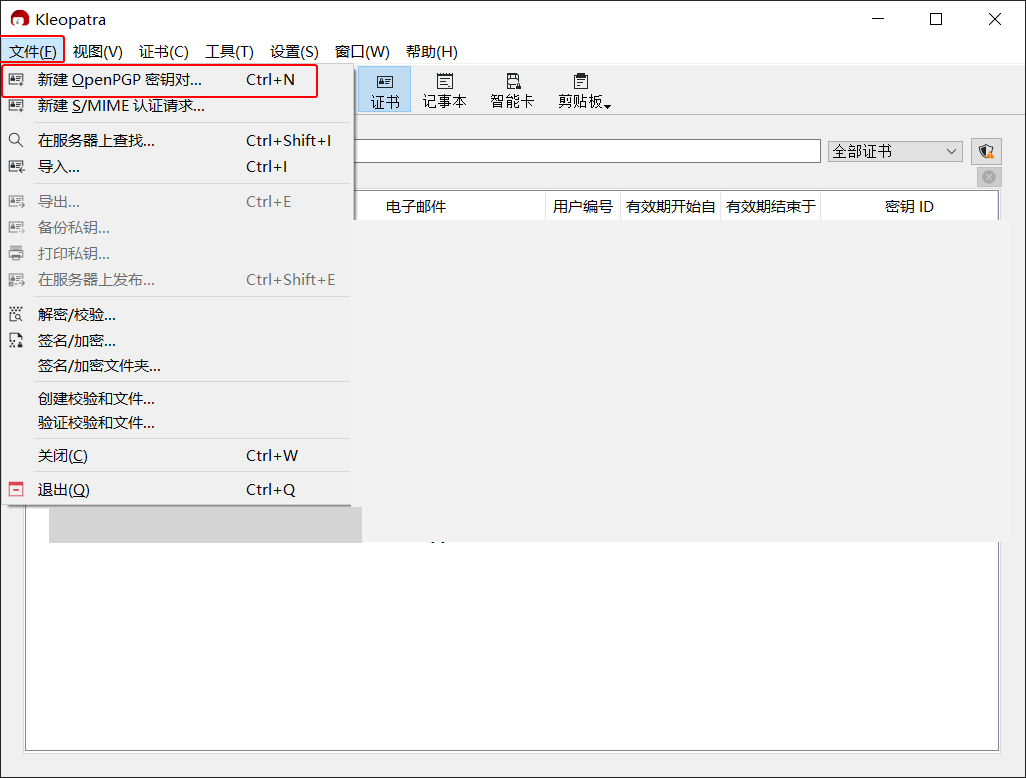 Kleopatra
文件(F) 视图(V) 证书(C) 工具(T) 设置(S) 窗口(W) 帮助(H)
新建 OpenPGP 密钥对... Ctrl+N
新建 S/MIME 认证请求...
在服务器上查找... Ctrl+Shift+I
导入... Ctrl+I
导出... Ctrl+E
备份私钥...
打印私钥...
在服务器上发布... Ctrl+Shift+E
解密/校验...
签名/加密...
签名/加密文件夹...
创建校验和文件...
验证校验和文件...
关闭(C) Ctrl+W
退出(Q) Ctrl+Q
证书 记事本 智能卡 剪贴板
全部证书
电子邮件 用户编号 有效期开始自 有效期结束于 密钥 ID